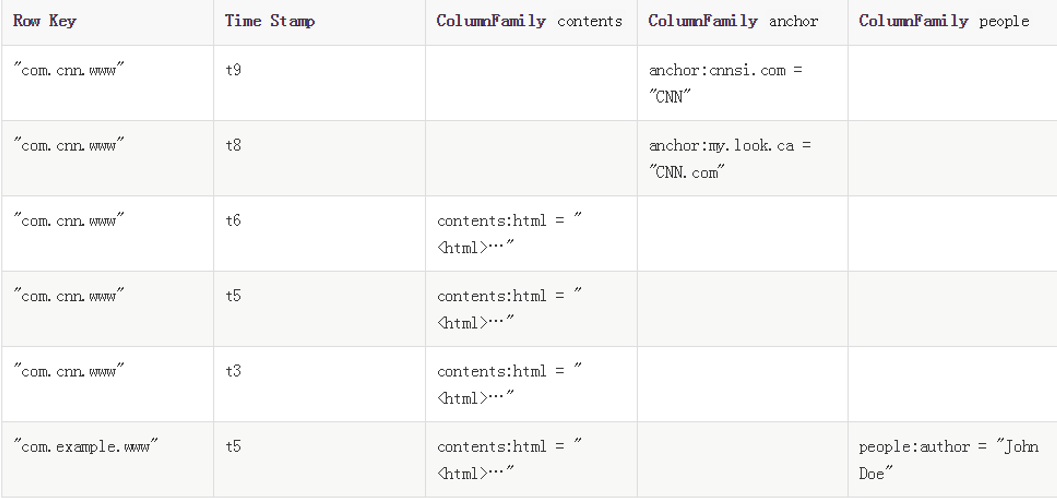 Row Key Time Stamp ColumnFamily contents ColumnFamily anchor ColumnFamily people
"com.cnn.www" t9 anchor:cnnsi.com =
"CNN"
"com.cnn.www" t8 anchor:my.look.ca =
"CNN.com"
"com.cnn.www" t6 contents:html = "
<html>…"
"com.cnn.www" t5 contents:html = "
<html>…"
"com.cnn.www" t3 contents:html = "
<html>…"
"com.example.www" t5 contents:html = " people:author = "John
<html>…" Doe"